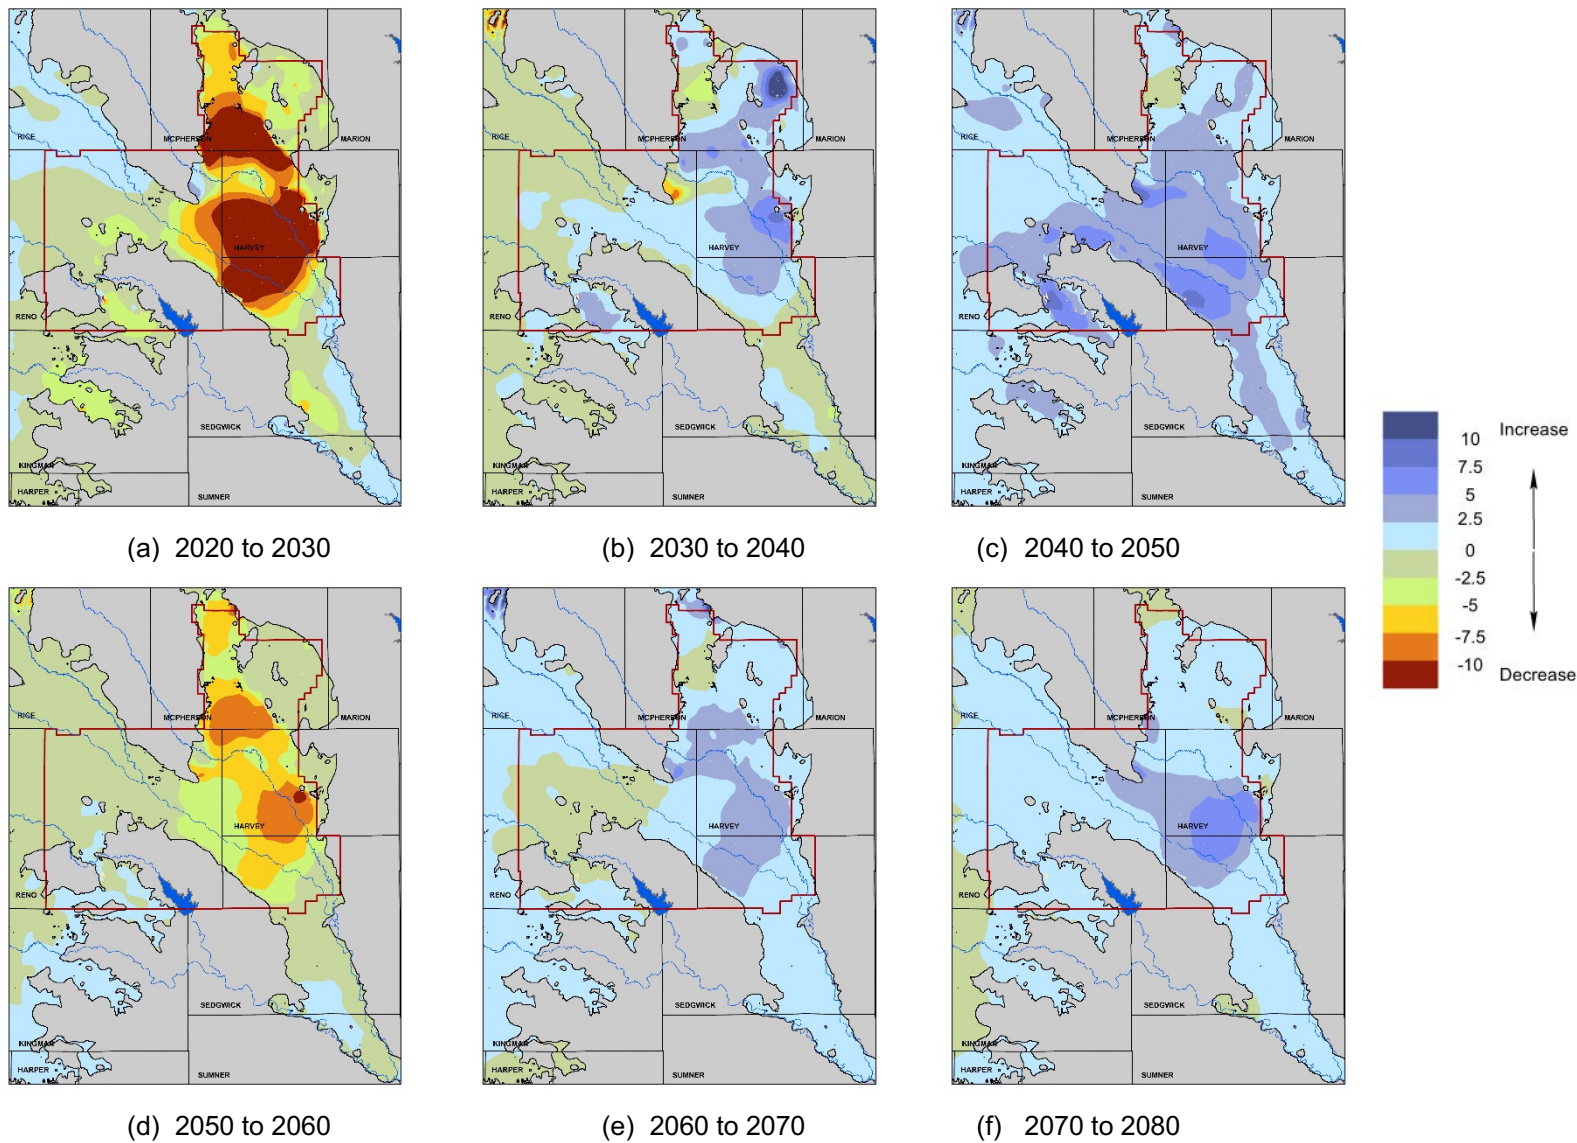 RICE
MCPHERSON
MARION
HARVEY
RENO
SEDGWICK
KINGMAN
HARPER
SUMNER
(a) 2020 to 2030
RICE
MCPHERSON
MARION
HARVEY
RENO
SEDGWICK
KINGMAN
HARPER
SUMNER
(b) 2030 to 2040
RICE
MCPHERSON
MARION
HARVEY
RENO
SEDGWICK
KINGMAN
HARPER
SUMNER
(c) 2040 to 2050
10
Increase
7.5
5
2.5
0
-2.5
-5
-7.5
-10
Decrease
RICE
MCPHERSON
MARION
HARVEY
RENO
SEDGWICK
KINGMAN
HARPER
SUMNER
(d) 2050 to 2060
RICE
MCPHERSON
MARION
HARVEY
RENO
SEDGWICK
KINGMAN
HARPER
SUMNER
(e) 2060 to 2070
RICE
MCPHERSON
MARION
HARVEY
RENO
SEDGWICK
KINGMAN
HARPER
SUMNER
(f) 2070 to 2080